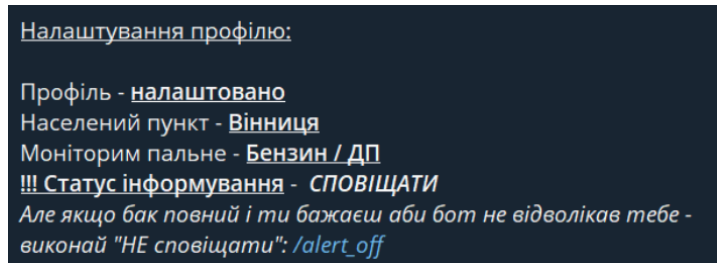 Налаштування профілю:
Профіль - налаштовано
Населений пункт - Вінниця
Моніторим пальне - Бензин / ДП
!!! Статус інформування - СПОВІЩАТИ
Але якщо бак повний і ти бажаєш аби бот не відволікав тебе -
виконай "НЕ сповіщати": /alert_off